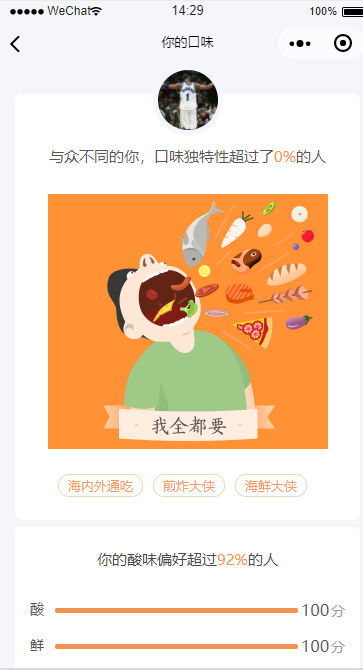 WeChat 14:29 100%
你的口味
与众不同的你，口味独特性超过了0%的人
我全都要
海内外通吃 煎炸大侠 海鲜大侠
你的酸味偏好超过92%的人
酸 100分
鲜 100分